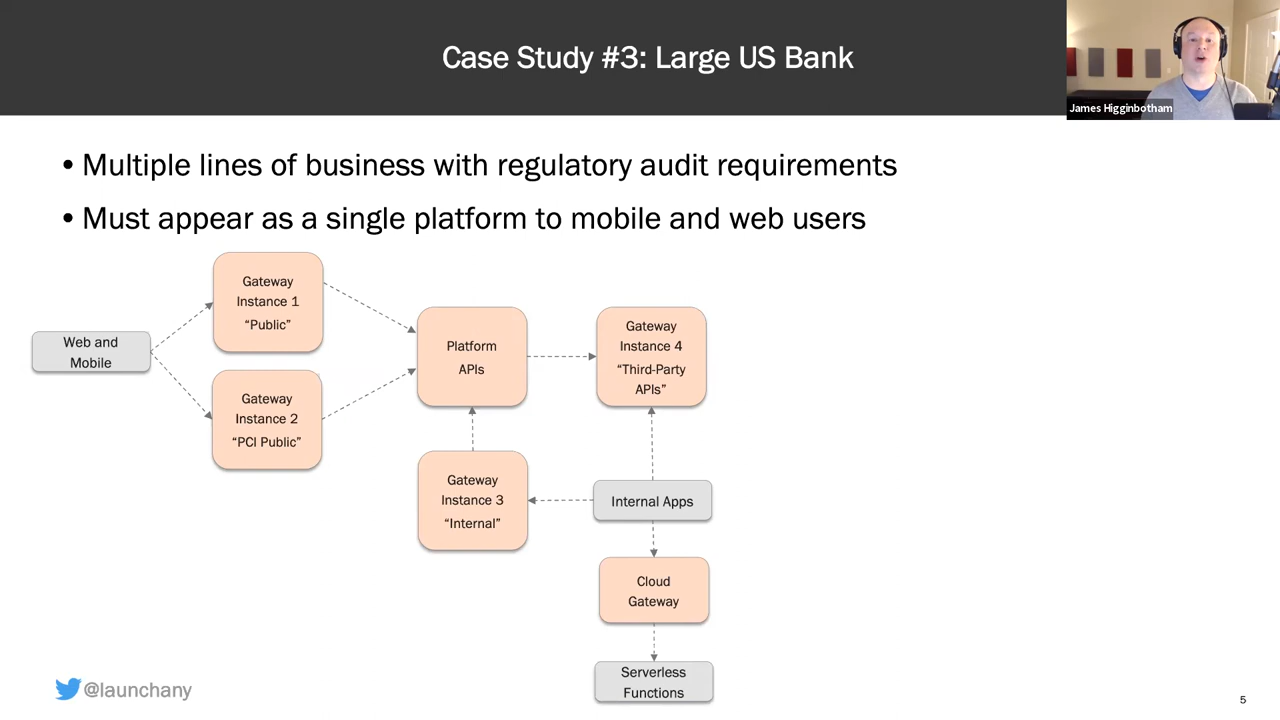 Case Study #3: Large US Bank
James Higginbotham
• Multiple lines of business with regulatory audit requirements
• Must appear as a single platform to mobile and web users
Web and
Mobile
Gateway
Instance 1
“Public”
Gateway
Instance 2
“PCI Public”
Platform
APIs
Gateway
Instance 3
“Internal”
Gateway
Instance 4
“Third-Party
APIs”
Internal Apps
Cloud
Gateway
Serverless
Functions
@launchany
5